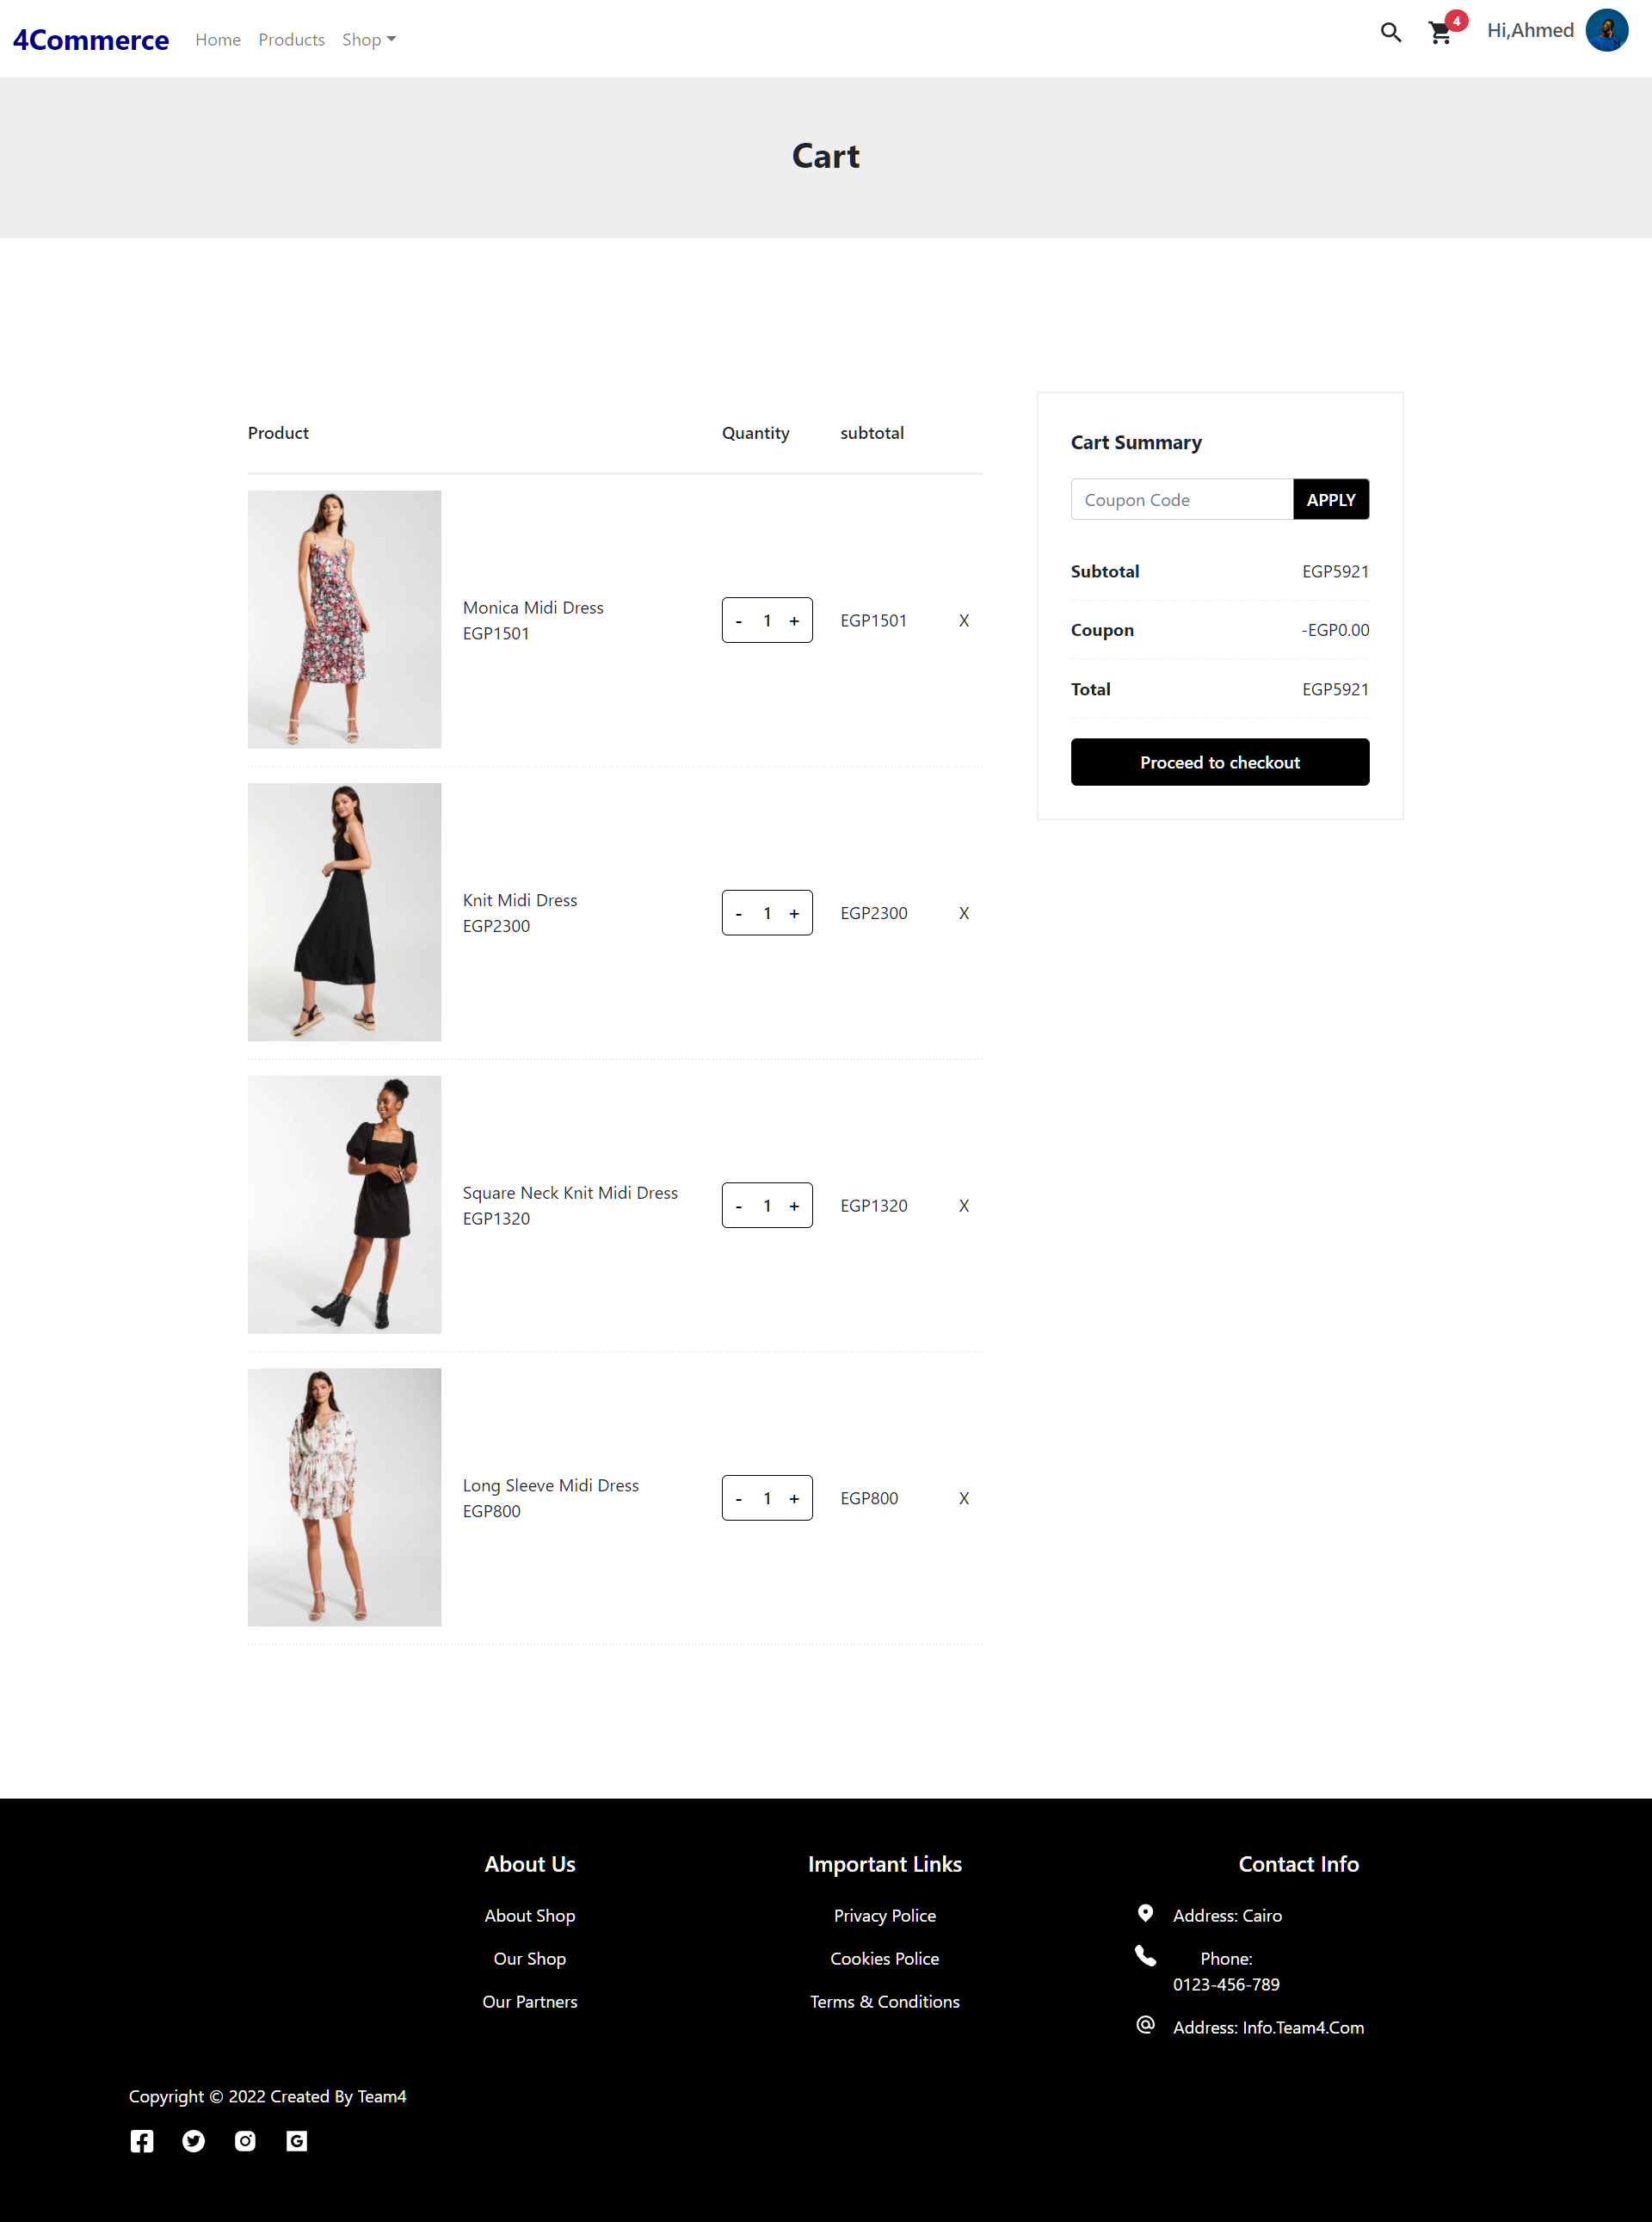 4Commerce
Home Products Shop
4
Hi,Ahmed
Cart
Product Quantity subtotal
Monica Midi Dress
EGP1501
- 1 + EGP1501 X
Knit Midi Dress
EGP2300
- 1 + EGP2300 X
Square Neck Knit Midi Dress
EGP1320
- 1 + EGP1320 X
Long Sleeve Midi Dress
EGP800
- 1 + EGP800 X
Cart Summary
Coupon Code APPLY
Subtotal EGP5921
Coupon -EGP0.00
Total EGP5921
Proceed to checkout
About Us
About Shop
Our Shop
Our Partners
Important Links
Privacy Police
Cookies Police
Terms & Conditions
Contact Info
Address: Cairo
Phone:
0123-456-789
Address: Info.Team4.Com
Copyright © 2022 Created By Team4